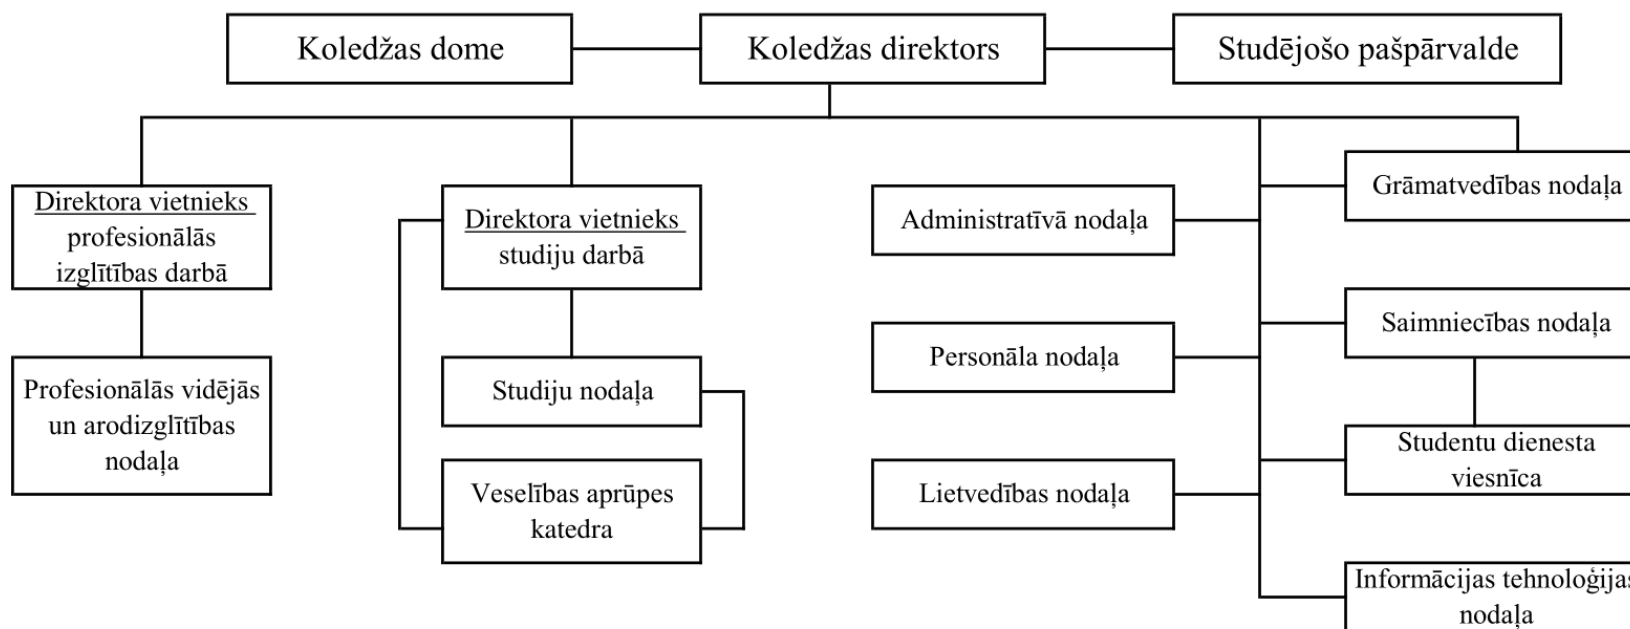 Koledžas dome
Koledžas direktors
Studējošo pašpārvalde
Direktora vietnieks
profesionālās
izglītības darbā
Direktora vietnieks
studiju darbā
Administratīvā nodaļa
Grāmatvedības nodaļa
Profesionālās vidējās
un arodizglītības
nodaļa
Studiju nodaļa
Personāla nodaļa
Saimniecības nodaļa
Veselības aprūpes
katedra
Lietvedības nodaļa
Studentu dienesta
viesnīca
Informācijas tehnoloģijas
nodaļa